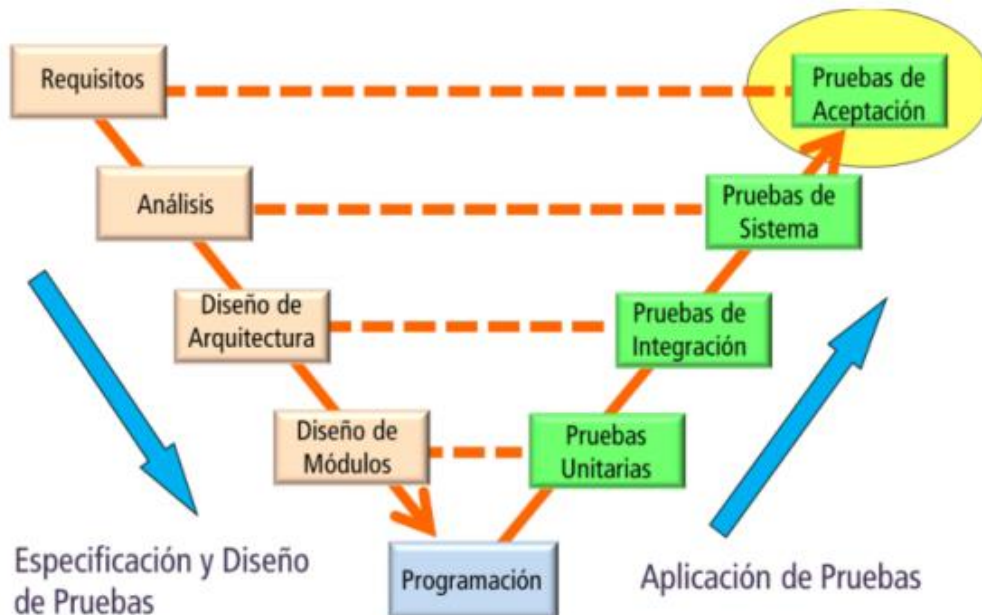 Requisitos
Pruebas de
Aceptación
Análisis
Pruebas de
Sistema
Diseño de
Arquitectura
Pruebas de
Integración
Diseño de
Módulos
Pruebas
Unitarias
Programación
Especificación y Diseño
de Pruebas
Aplicación de Pruebas